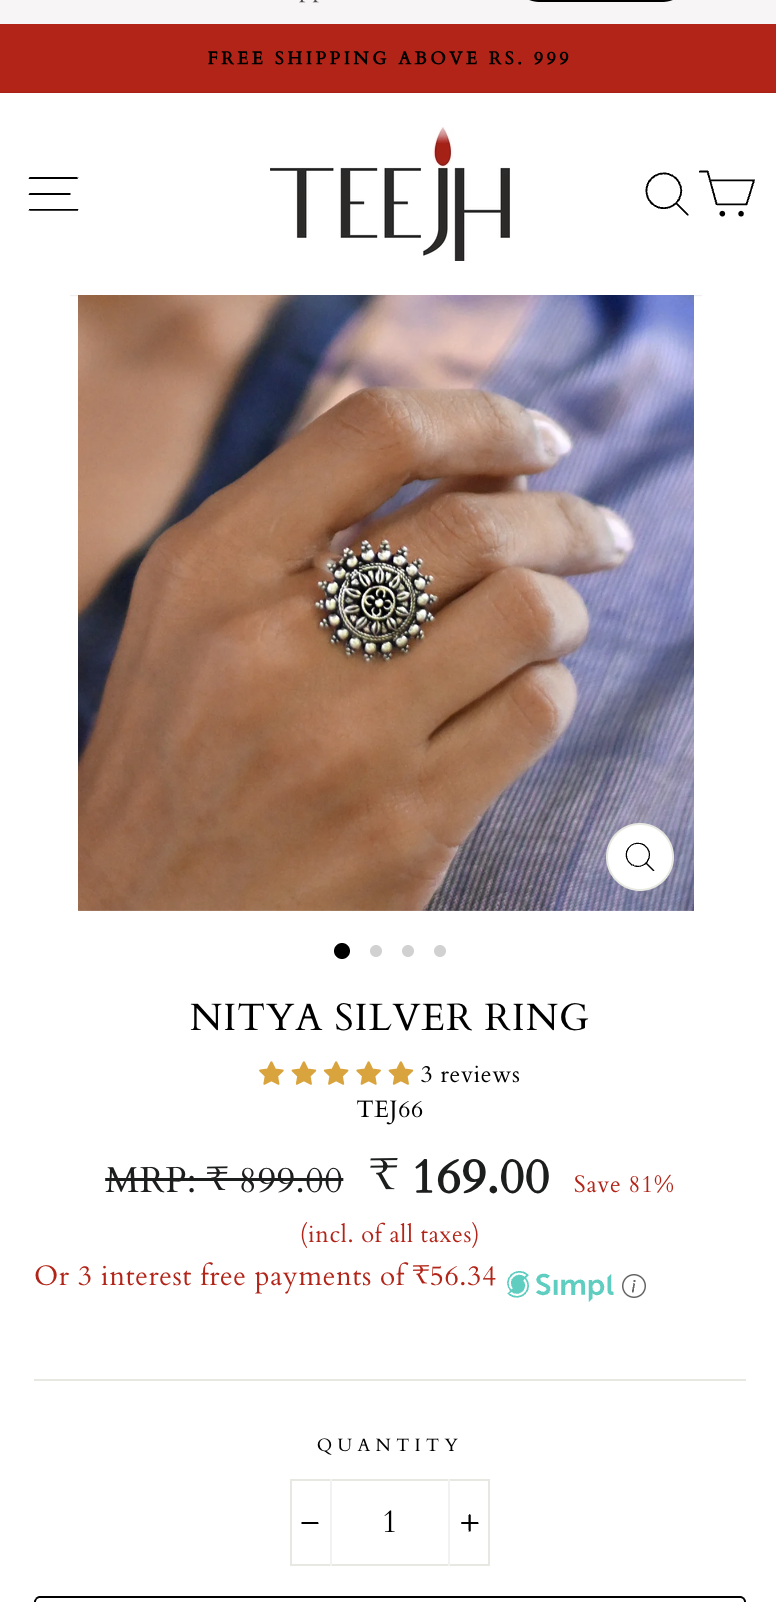 FREE SHIPPING ABOVE RS. 999
TEEJH
NITYA SILVER RING
3 reviews
TEJ66
MRP: ₹ 899.00 ₹ 169.00 Save 81%
(incl. of all taxes)
Or 3 interest free payments of ₹56.34 Simpl i
QUANTITY
− 1 +